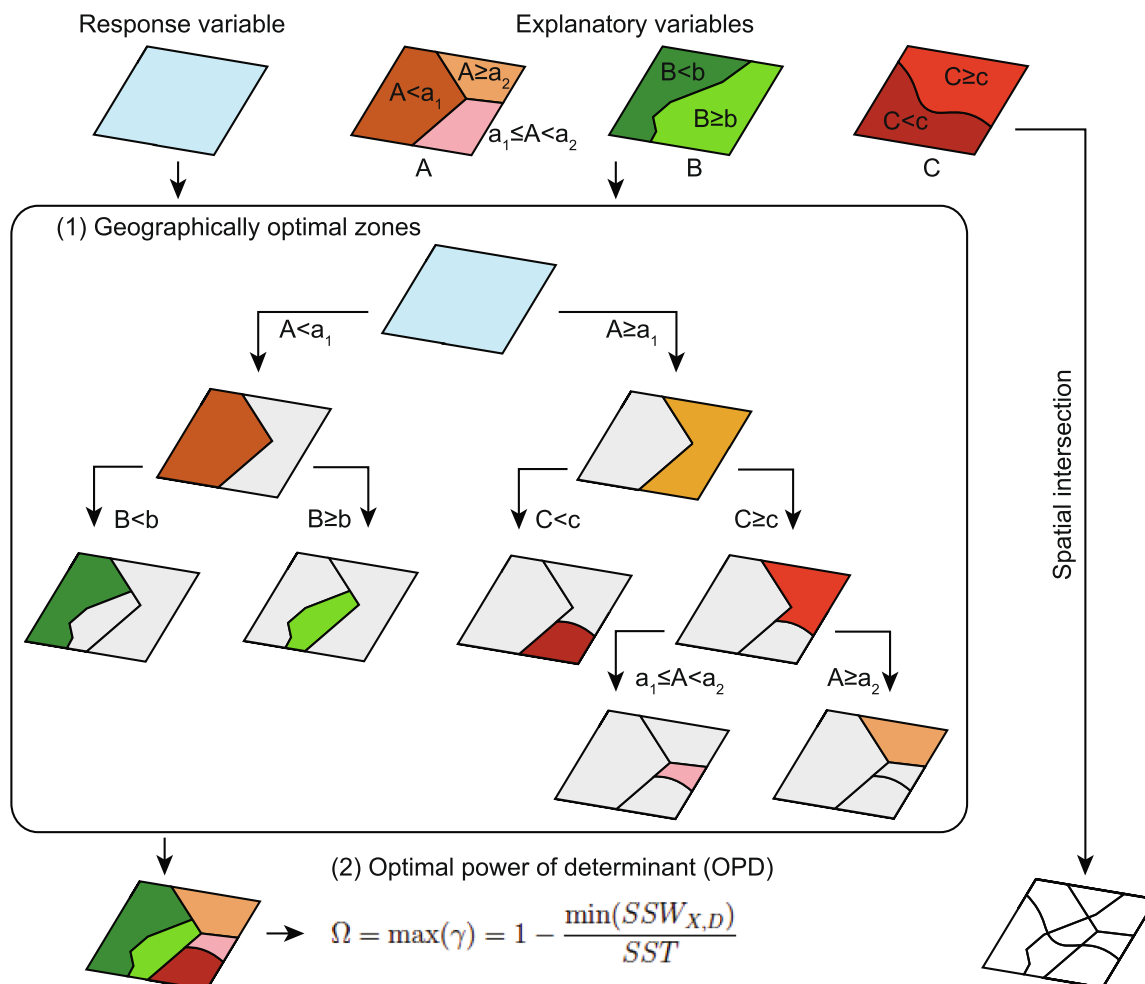 Response variable
Explanatory variables
A<a₁
A≥a₂
a₁≤A<a₂
A
B<b
B≥b
B
C≥c
C<c
C
(1) Geographically optimal zones
A<a₁
A≥a₁
B<b
B≥b
C<c
C≥c
a₁≤A<a₂
A≥a₂
Spatial intersection
(2) Optimal power of determinant (OPD)
Ω = max(γ) = 1 − min(SSW_{X,D}) / SST